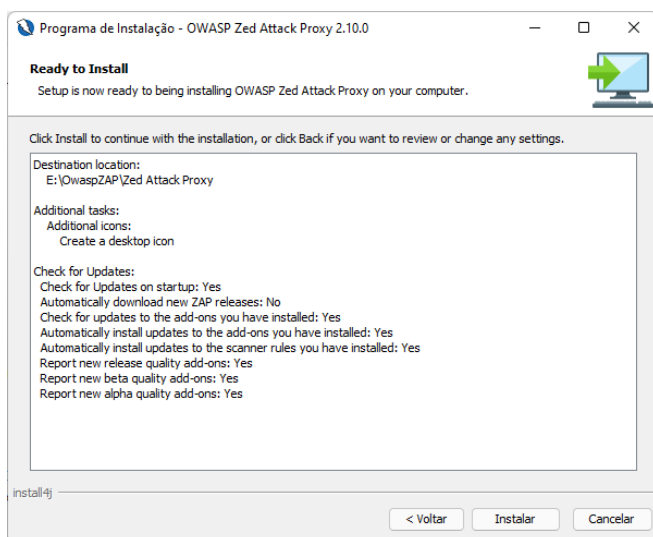 Programa de Instalação - OWASP Zed Attack Proxy 2.10.0
Ready to Install
Setup is now ready to being installing OWASP Zed Attack Proxy on your computer.
Click Install to continue with the installation, or click Back if you want to review or change any settings.
Destination location:
E:\OwaspZAP\Zed Attack Proxy
Additional tasks:
Additional icons:
Create a desktop icon
Check for Updates:
Check for Updates on startup: Yes
Automatically download new ZAP releases: No
Check for updates to the add-ons you have installed: Yes
Automatically install updates to the add-ons you have installed: Yes
Automatically install updates to the scanner rules you have installed: Yes
Report new release quality add-ons: Yes
Report new beta quality add-ons: Yes
Report new alpha quality add-ons: Yes
install4j
< Voltar Instalar Cancelar